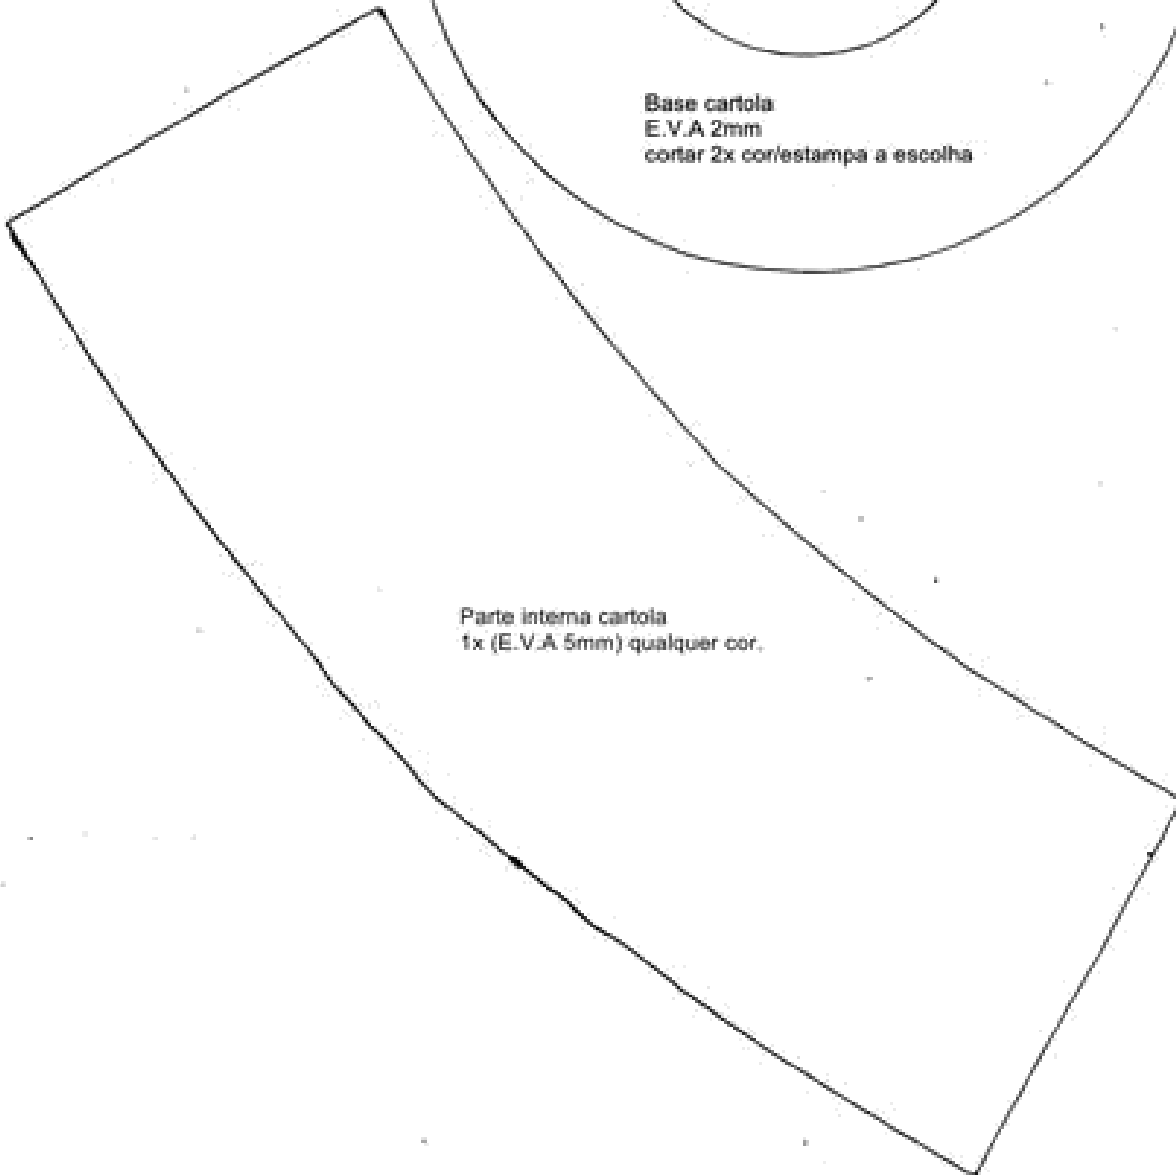 Base cartola
E.V.A 2mm
cortar 2x cor/estampa a escolha
Parte interna cartola
1x (E.V.A 5mm) qualquer cor.